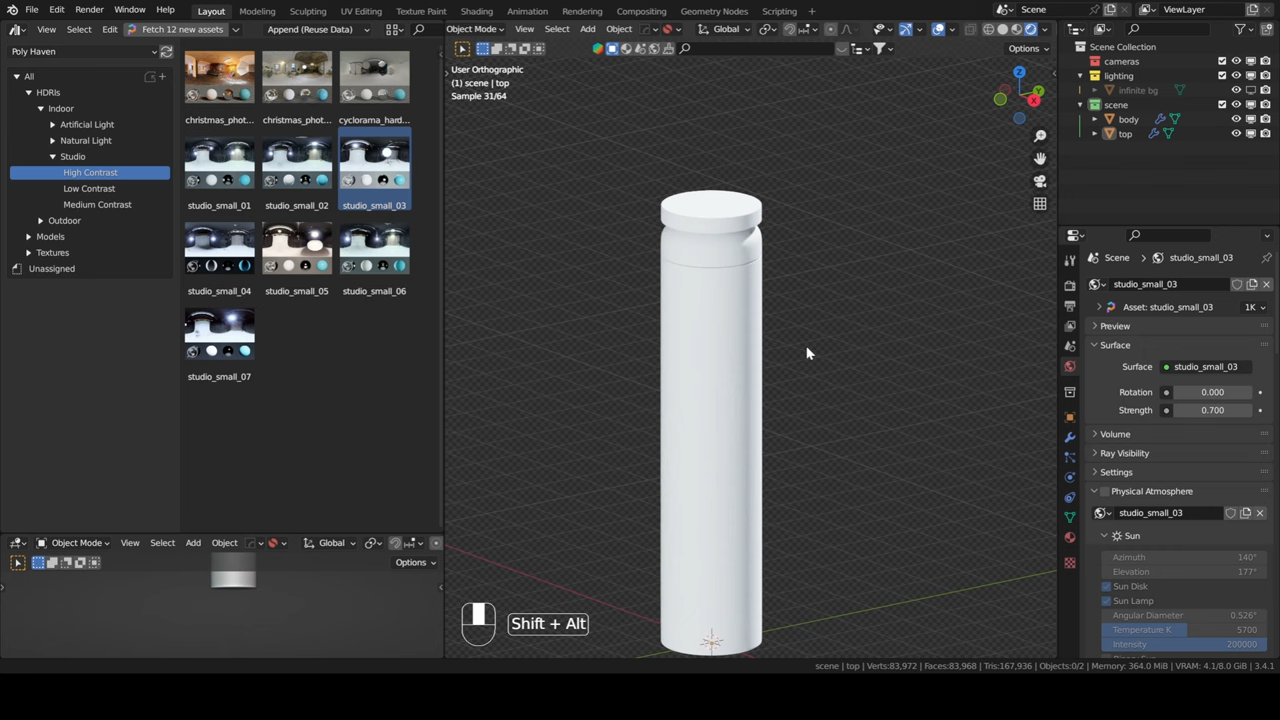 File Edit Render Window Help Layout Modeling Sculpting UV Editing Texture Paint Shading Animation Rendering Compositing Geometry Nodes Scripting Scene ViewLayer
View Select Edit Fetch 12 new assets Append (Reuse Data)
Object Mode View Select Add Object Global
Options
Poly Haven
All
HDRIs
Indoor
Artificial Light
Natural Light
Studio
High Contrast
Low Contrast
Medium Contrast
Outdoor
Models
Textures
Unassigned
christmas_phot... christmas_phot... cyclorama_hard...
studio_small_01 studio_small_02 studio_small_03
studio_small_04 studio_small_05 studio_small_06
studio_small_07
User Orthographic
(1) scene | top
Sample 31/64
Z
Y
X
Shift + Alt
Scene Collection
cameras
lighting
infinite bg
scene
body
top
Scene studio_small_03
studio_small_03
Asset: studio_small_03 1K
Preview
Surface
Surface studio_small_03
Rotation 0.000
Strength 0.700
Volume
Ray Visibility
Settings
Physical Atmosphere
studio_small_03
Sun
Azimuth 140°
Elevation 177°
Sun Disk
Sun Lamp
Angular Diameter 0.526°
Temperature K 5700
Intensity 200000
Object Mode View Select Add Object Global
Options
scene | top | Verts:83,972 | Faces:83,968 | Tris:167,936 | Objects:0/2 | Memory: 364.0 MiB | VRAM: 4.1/8.0 GiB | 3.4.1